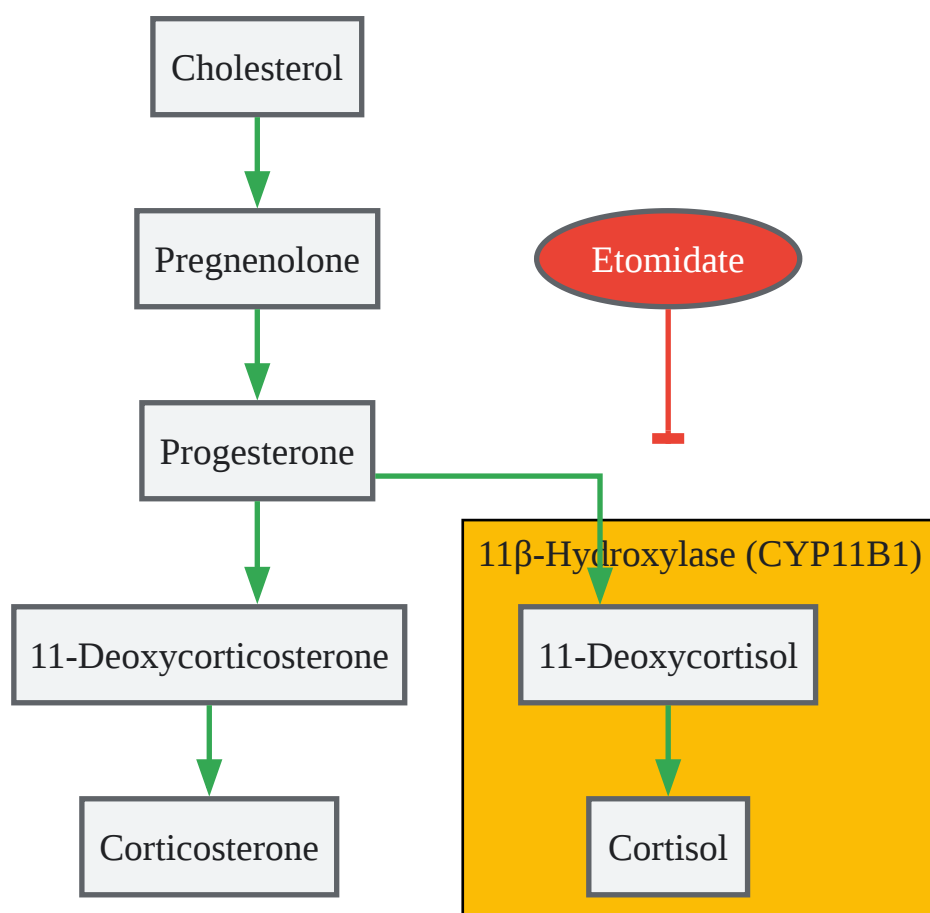 Cholesterol
Pregnenolone
Etomidate
Progesterone
11β-Hydroxylase (CYP11B1)
11-Deoxycorticosterone
11-Deoxycortisol
Corticosterone
Cortisol